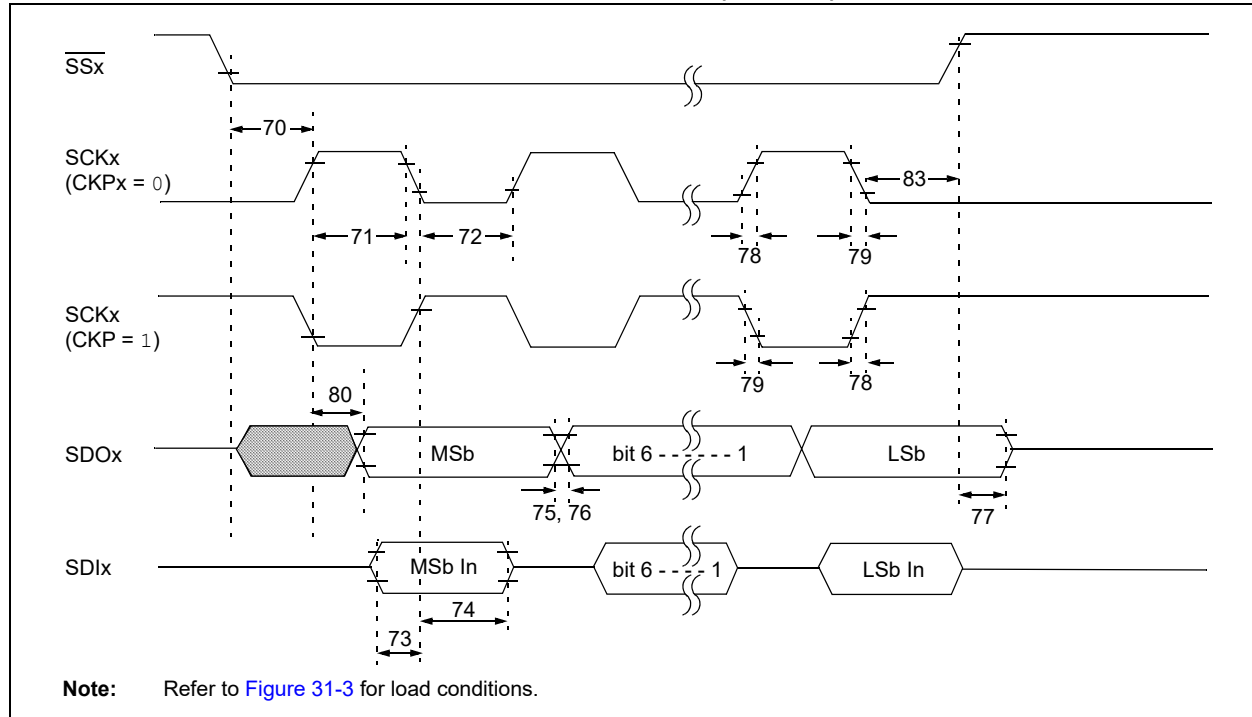 SSx
70
SCKx
(CKPx = 0)
83
71
72
78
79
SCKx
(CKP = 1)
79
78
80
SDOx
MSb
bit 6 - - - - - - 1
LSb
75, 76
77
SDIx
MSb In
bit 6 - - - - 1
LSb In
74
73
Note: Refer to Figure 31-3 for load conditions.